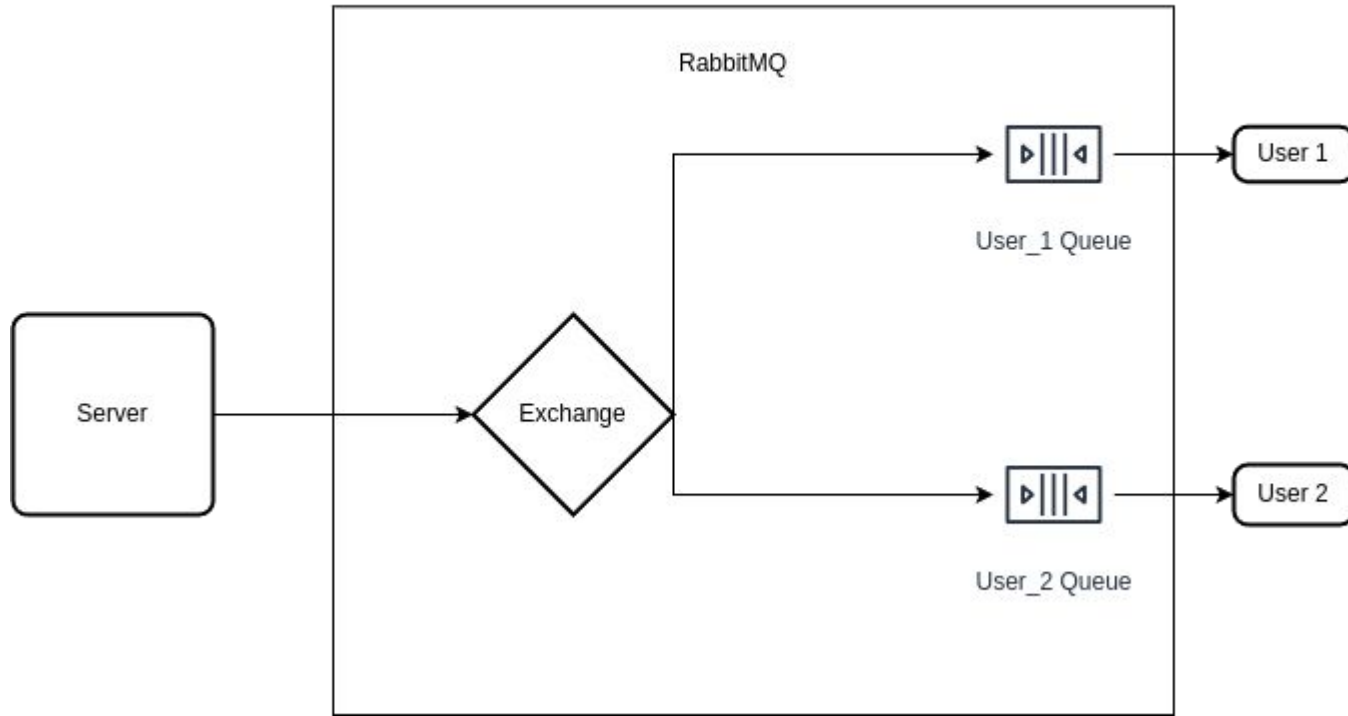 RabbitMQ
User 1
User_1 Queue
Server
Exchange
User 2
User_2 Queue